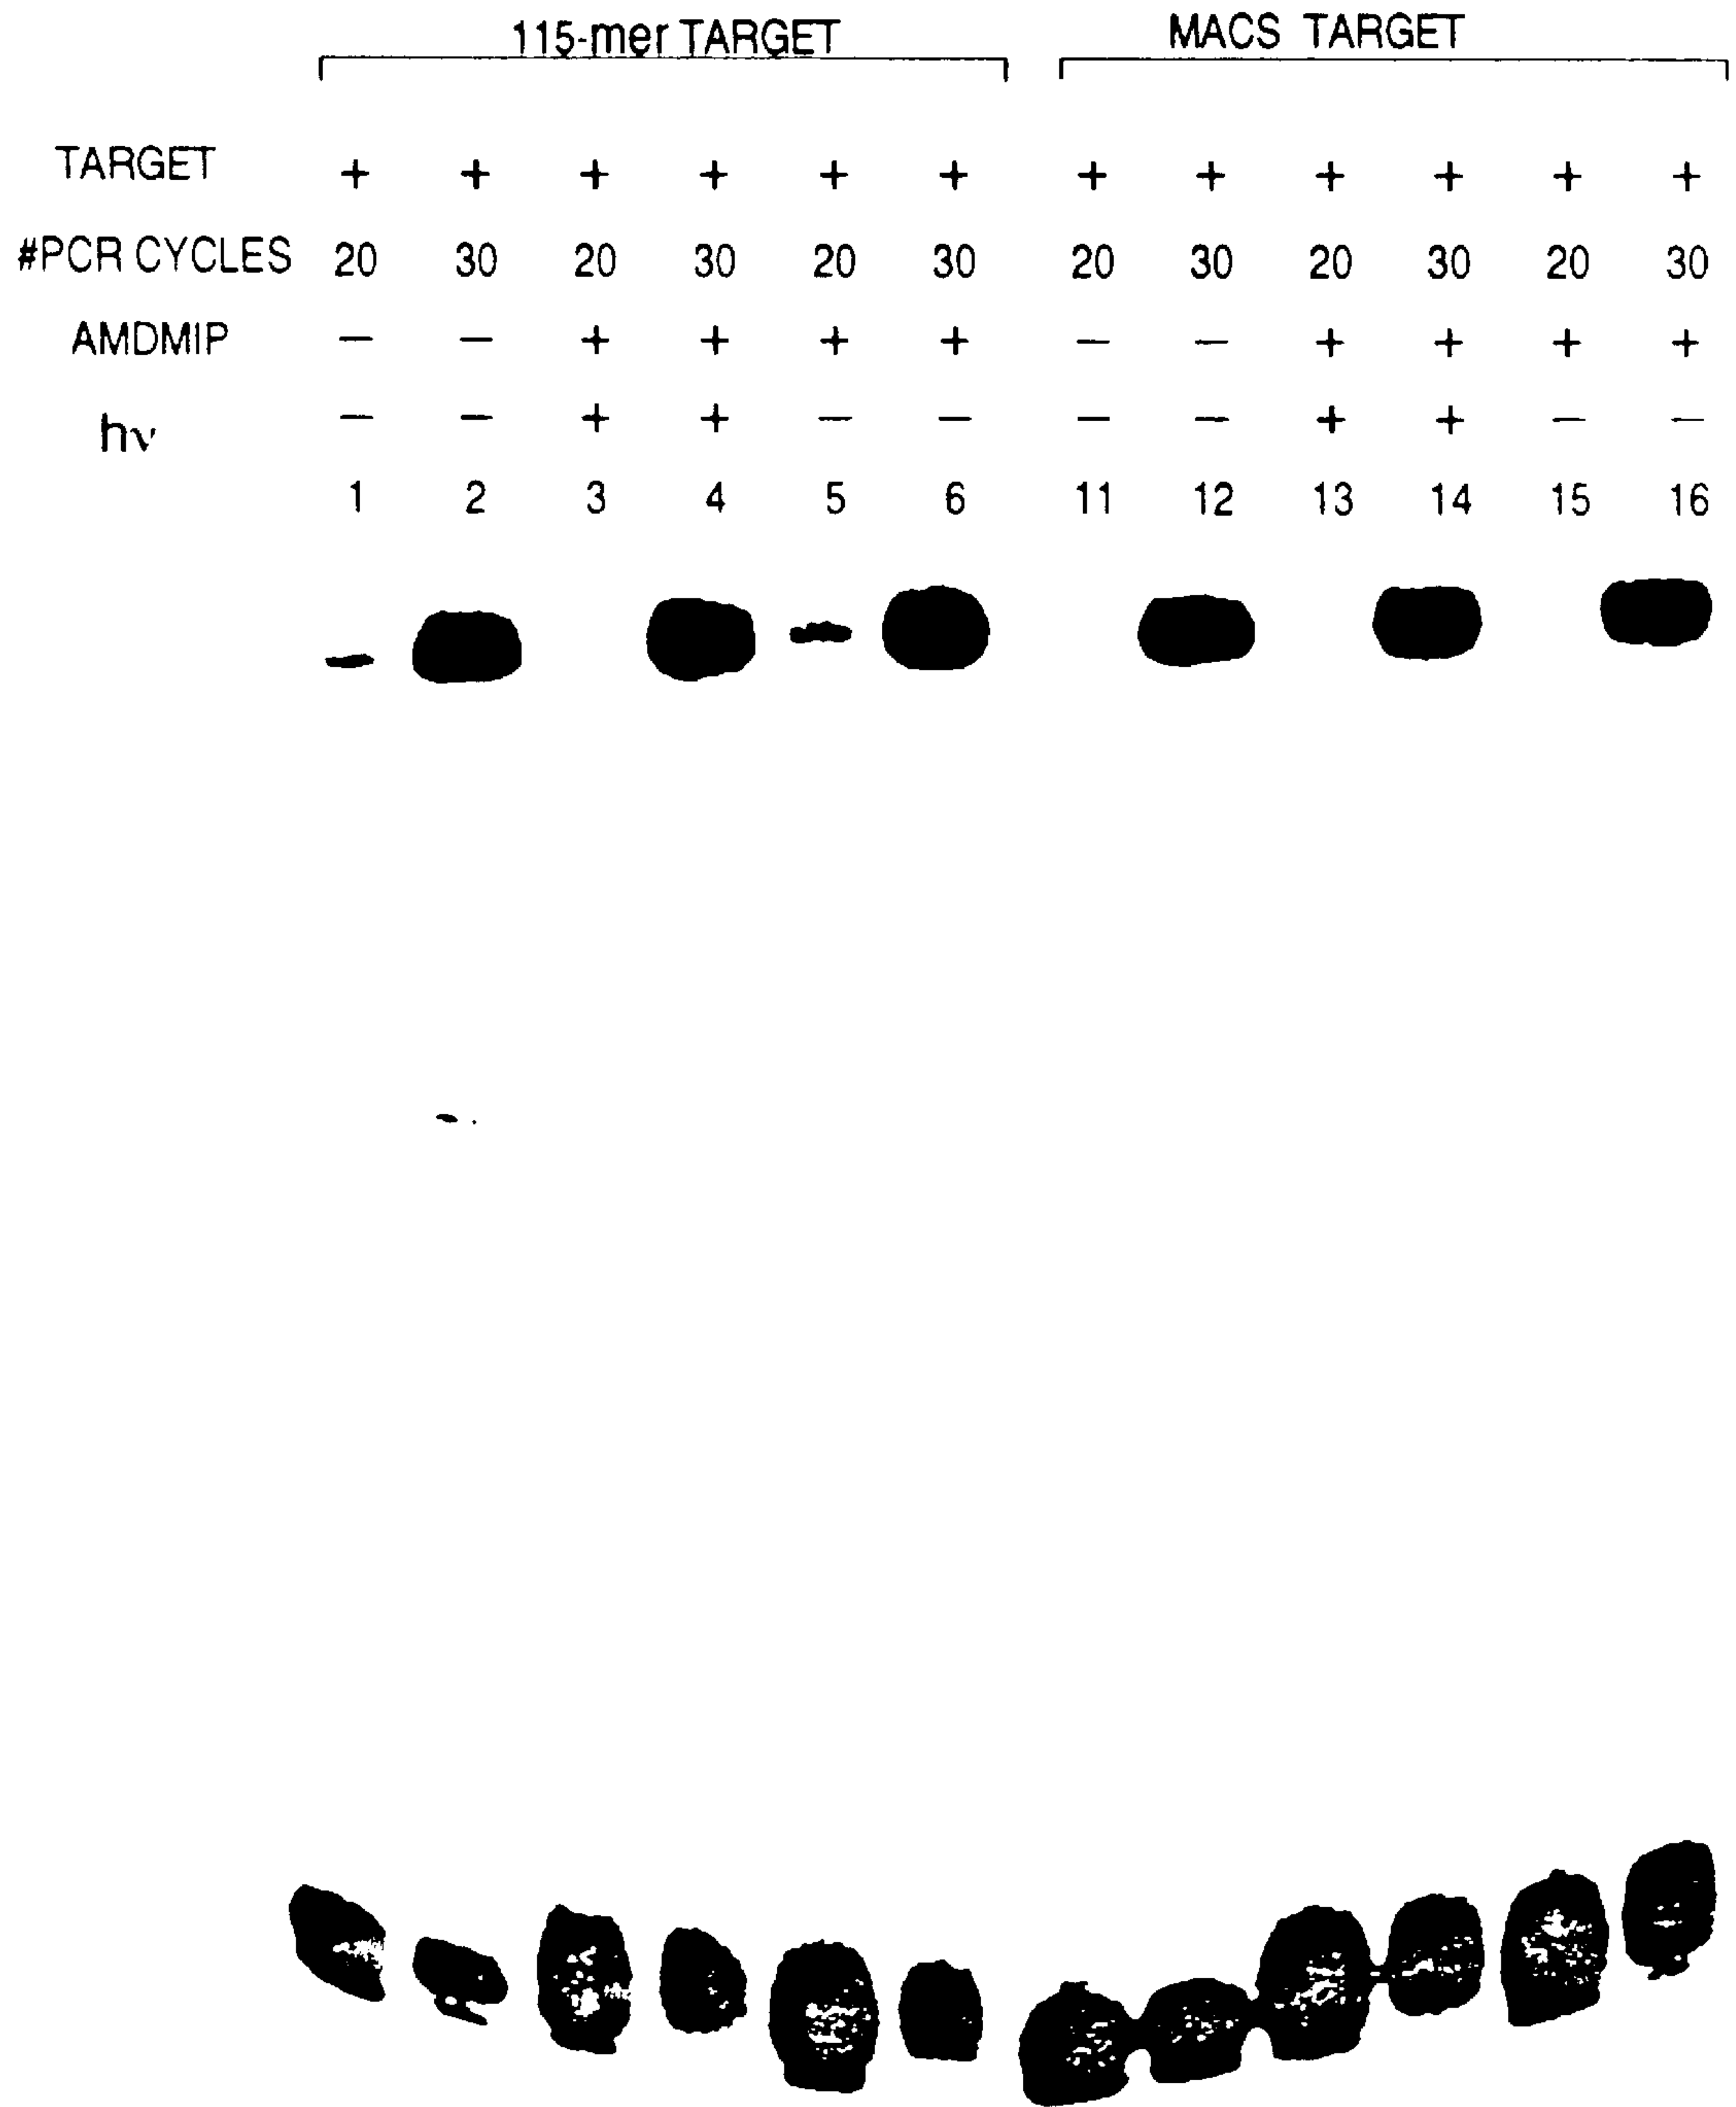 115-mer TARGET MACS TARGET
TARGET + + + + + + + + + + + +
#PCR CYCLES 20 30 20 30 20 30 20 30 20 30 20 30
AMDMIP − − + + + + − − + + + +
hν − − + + − − − − + + − −
1 2 3 4 5 6 11 12 13 14 15 16